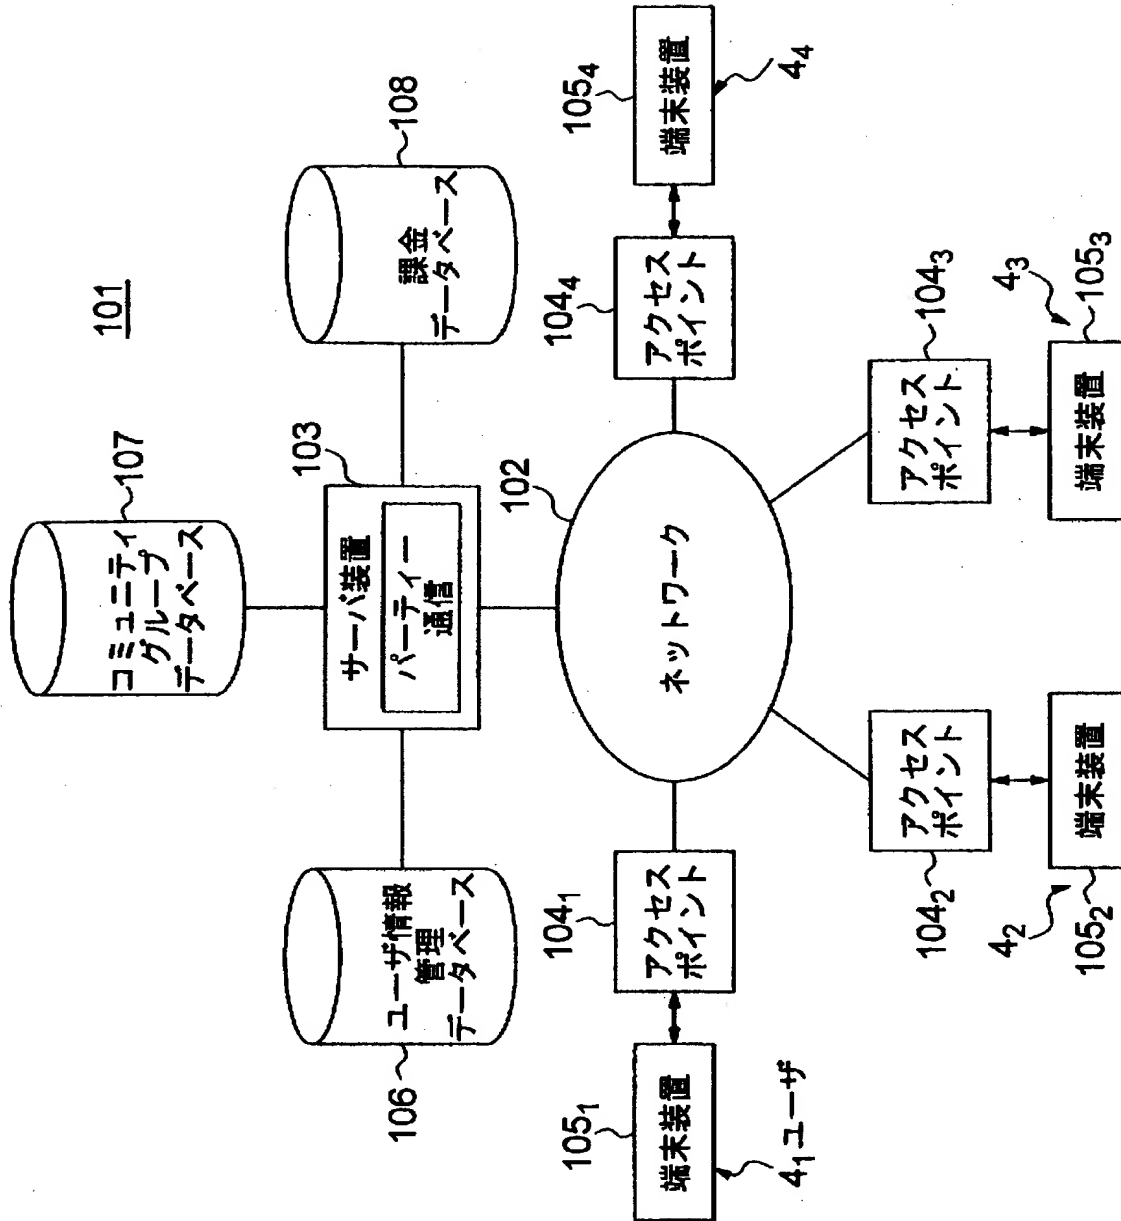 101
107
コミュニティ
グループ
データベース
106
ユーザ情報
管理
データベース
103
サーバ装置
パーティー
通信
108
課金
データベース
102
ネットワーク
105₁
端末装置
4₁ユーザ
104₁
アクセス
ポイント
104₂
アクセス
ポイント
4₂
105₂
端末装置
104₃
アクセス
ポイント
4₃
105₃
端末装置
104₄
アクセス
ポイント
105₄
端末装置
4₄